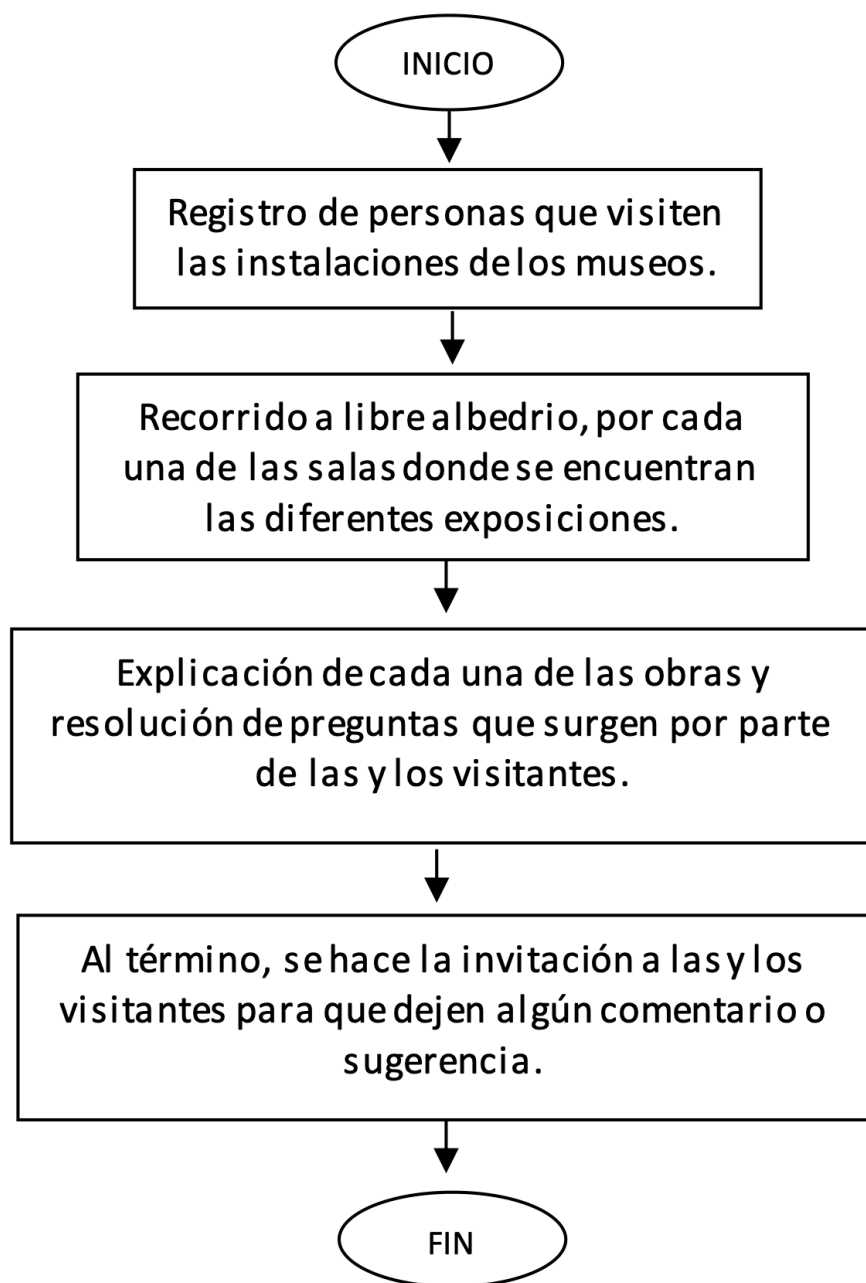 INICIO
Registro de personas que visiten
las instalaciones de los museos.
Recorrido a libre albedrio, por cada
una de las salas donde se encuentran
las diferentes exposiciones.
Explicación de cada una de las obras y
resolución de preguntas que surgen por parte
de las y los visitantes.
Al término, se hace la invitación a las y los
visitantes para que dejen algún comentario o
sugerencia.
FIN